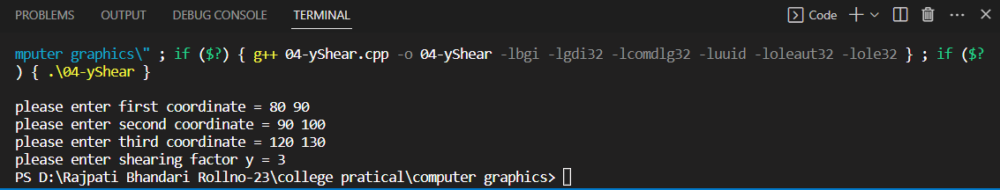 PROBLEMS OUTPUT DEBUG CONSOLE TERMINAL Code
mputer graphics\" ; if ($?) { g++ 04-yShear.cpp -o 04-yShear -lbgi -lgdi32 -lcomdlg32 -luuid -loleaut32 -lole32 } ; if ($?
) { .\04-yShear }
please enter first coordinate = 80 90
please enter second coordinate = 90 100
please enter third coordinate = 120 130
please enter shearing factor y = 3
PS D:\Rajpati Bhandari Rollno-23\college pratical\computer graphics>